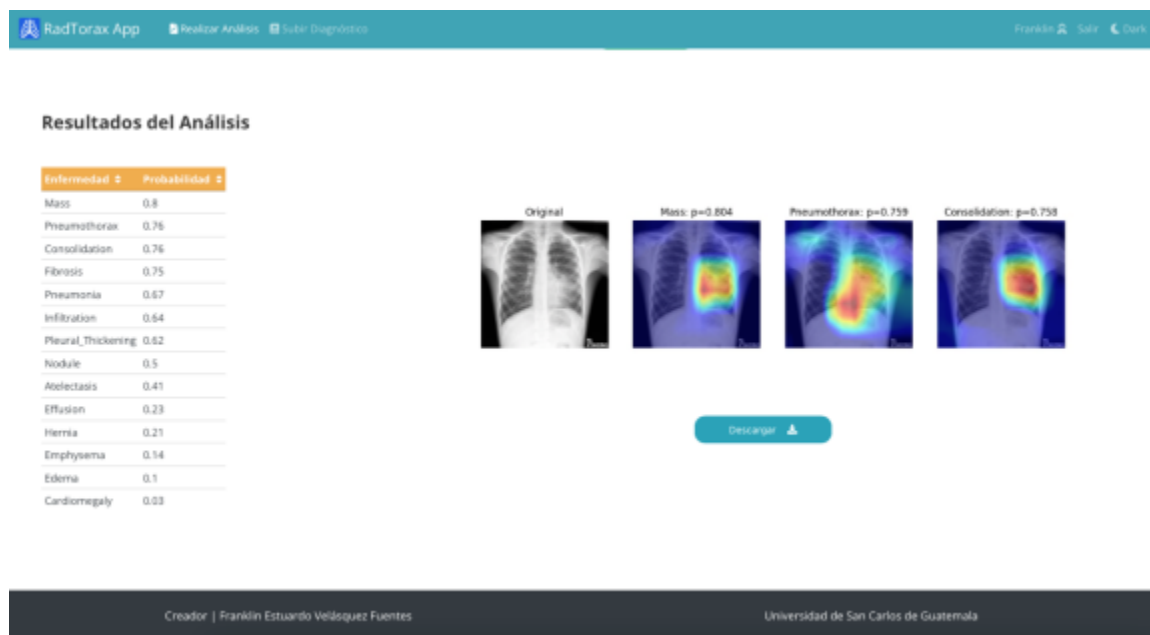 RadTorax App Realizar Análisis Subir Diagnóstico Franklin Salir Dark
Resultados del Análisis
Enfermedad Probabilidad
Mass 0.8
Pneumothorax 0.76
Consolidation 0.76
Fibrosis 0.75
Pneumonia 0.67
Infiltration 0.64
Pleural_Thickening 0.62
Nodule 0.5
Atelectasis 0.41
Effusion 0.23
Hernia 0.21
Emphysema 0.14
Edema 0.1
Cardiomegaly 0.03
Original Mass: p=0.804 Pneumothorax: p=0.759 Consolidation: p=0.758
Descargar
Creador | Franklin Estuardo Velásquez Fuentes Universidad de San Carlos de Guatemala